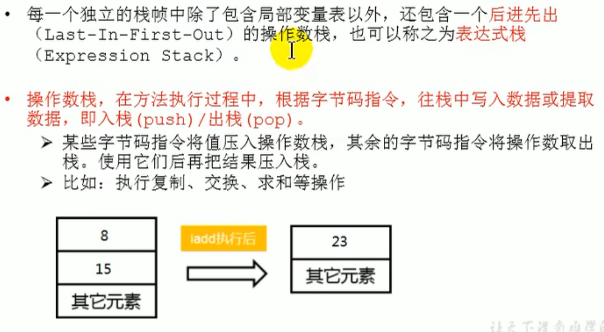 • 每一个独立的栈帧中除了包含局部变量表以外，还包含一个后进先出
（Last-In-First-Out）的操作数栈，也可以称之为表达式栈
（Expression Stack）。
• 操作数栈，在方法执行过程中，根据字节码指令，往栈中写入数据或提取
数据，即入栈(push)/出栈(pop)。
➢ 某些字节码指令将值压入操作数栈，其余的字节码指令将操作数取出
栈。使用它们后再把结果压入栈。
➢ 比如：执行复制、交换、求和等操作
8
15
其它元素
iadd执行后
23
其它元素